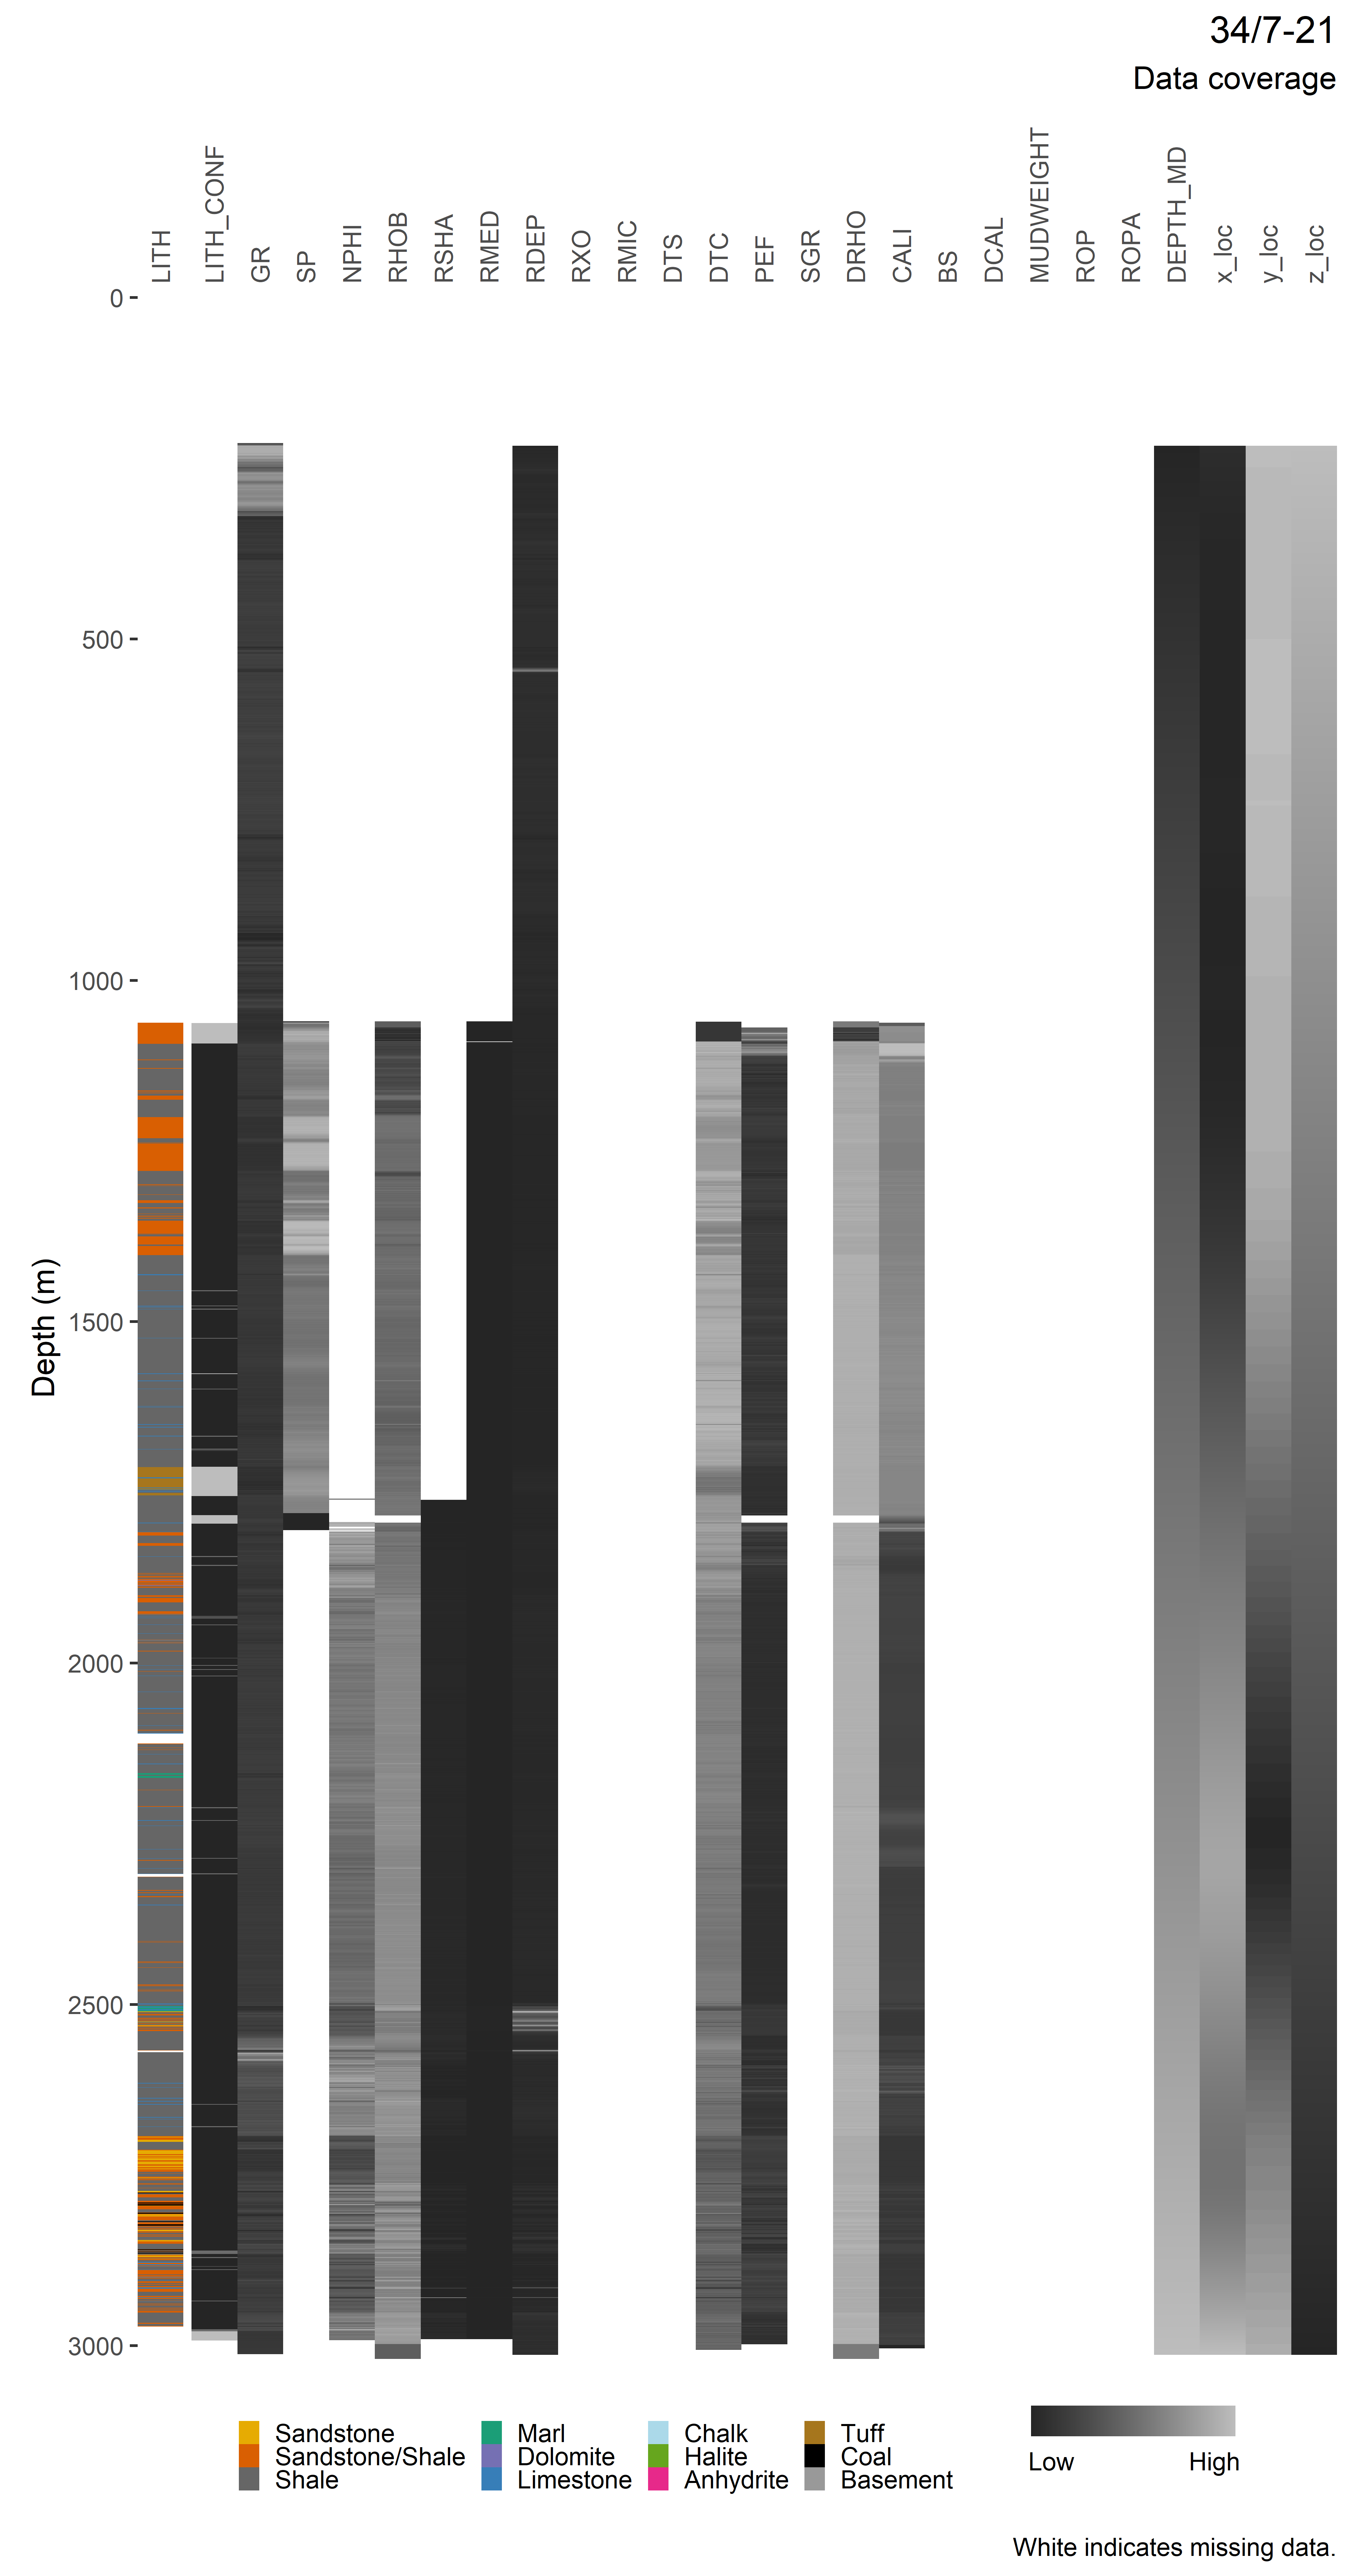 34/7-21
Data coverage
LITH
LITH_CONF
GR
SP
NPHI
RHOB
RSHA
RMED
RDEP
RXO
RMIC
DTS
DTC
PEF
SGR
DRHO
CALI
BS
DCAL
MUDWEIGHT
ROP
ROPA
DEPTH_MD
x_loc
y_loc
z_loc
0
500
1000
1500
2000
2500
3000
Depth (m)
Sandstone
Sandstone/Shale
Shale
Marl
Dolomite
Limestone
Chalk
Halite
Anhydrite
Tuff
Coal
Basement
Low
High
White indicates missing data.